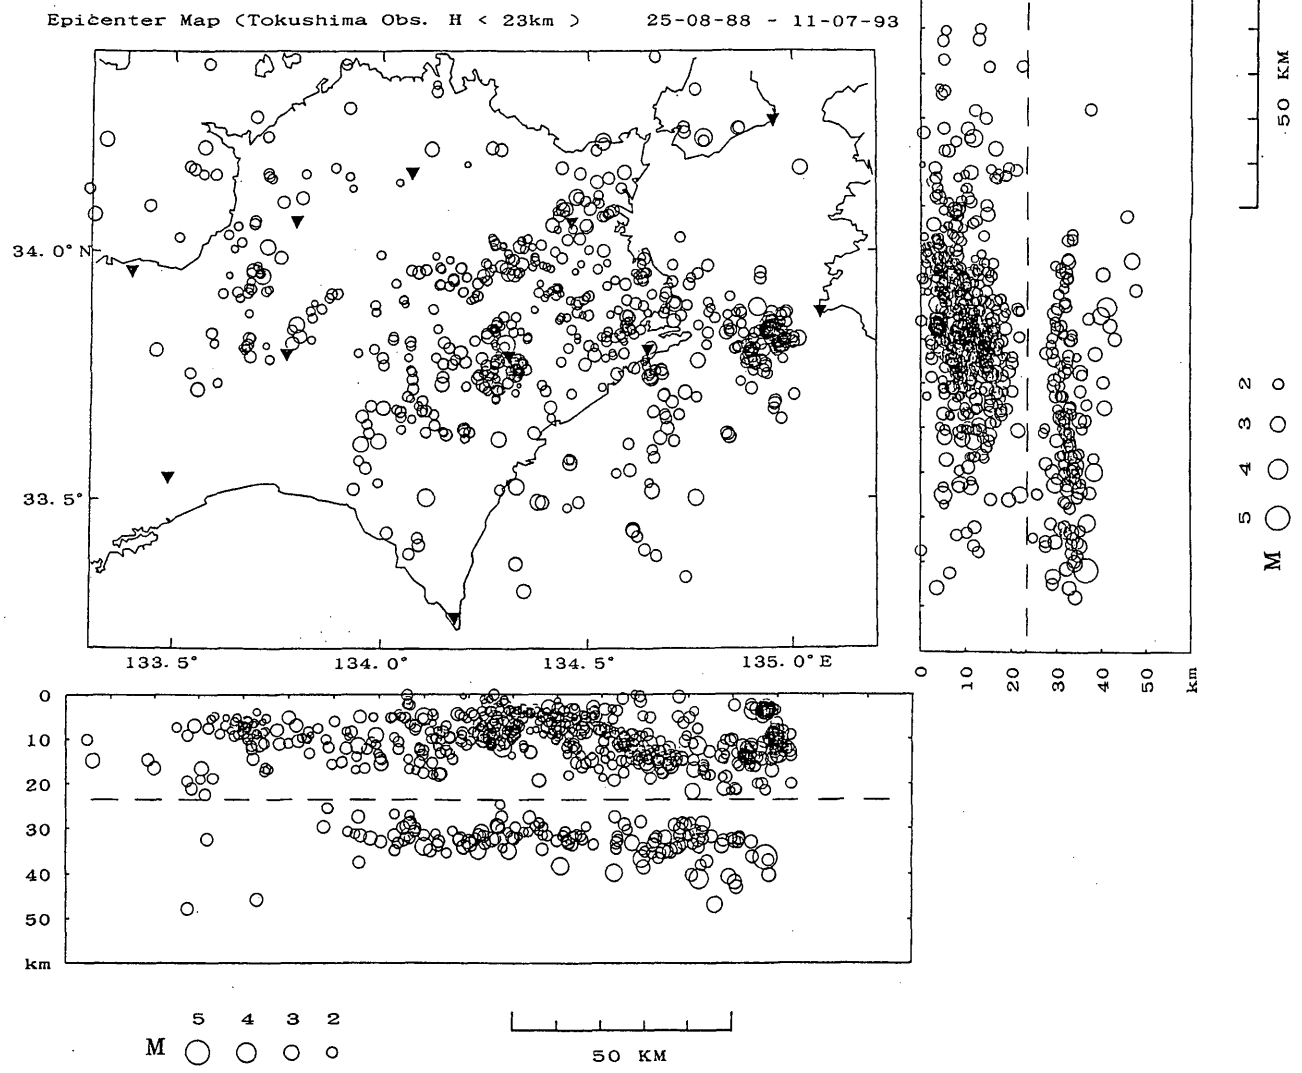 Epicenter Map (Tokushima Obs. H < 23km ) 25-08-88 - 11-07-93
50 KM
34.0°N
33.5°
133.5° 134.0° 134.5° 135.0°E
0 10 20 30 40 50 km
2 3 4 5 M
0
10
20
30
40
50
km
5 4 3 2
M
50 KM